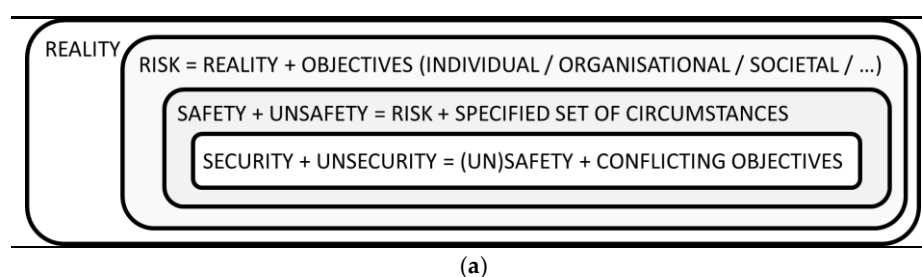 REALITY
RISK = REALITY + OBJECTIVES (INDIVIDUAL / ORGANISATIONAL / SOCIETAL / ...)
SAFETY + UNSAFETY = RISK + SPECIFIED SET OF CIRCUMSTANCES
SECURITY + UNSECURITY = (UN)SAFETY + CONFLICTING OBJECTIVES
(a)